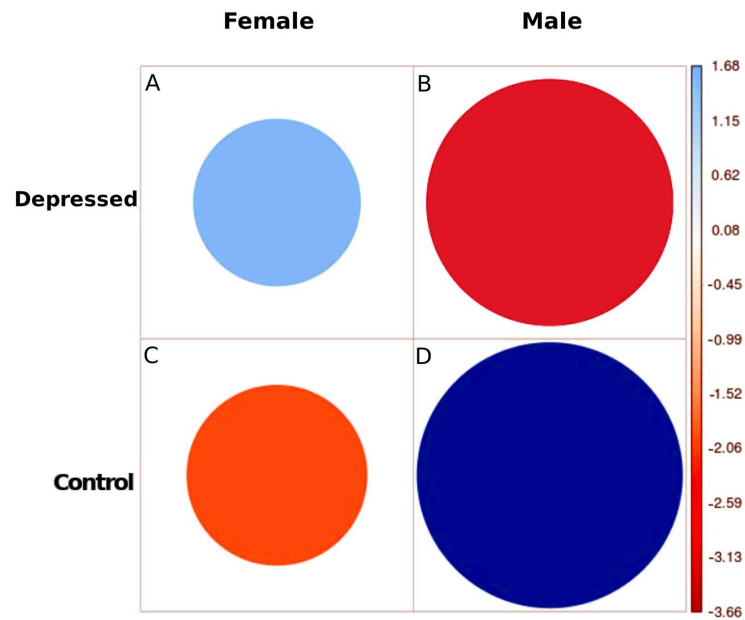 Female Male
A B 1.68
1.15
0.62
Depressed
0.08
-0.45
-0.99
C D
-1.52
-2.06
Control
-2.59
-3.13
-3.66